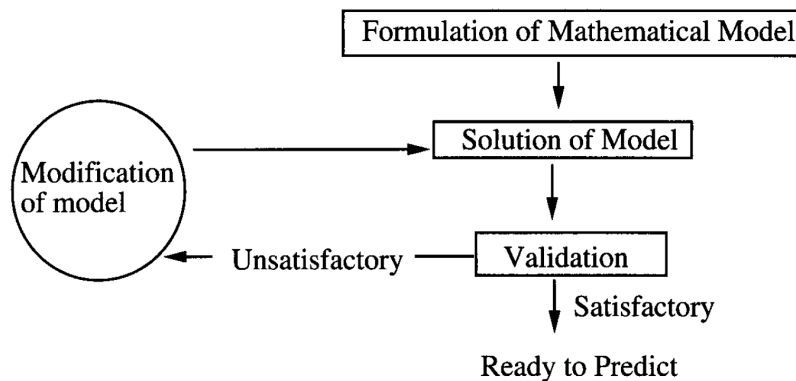 Formulation of Mathematical Model
Solution of Model
Modification
of model
Unsatisfactory
Validation
Satisfactory
Ready to Predict